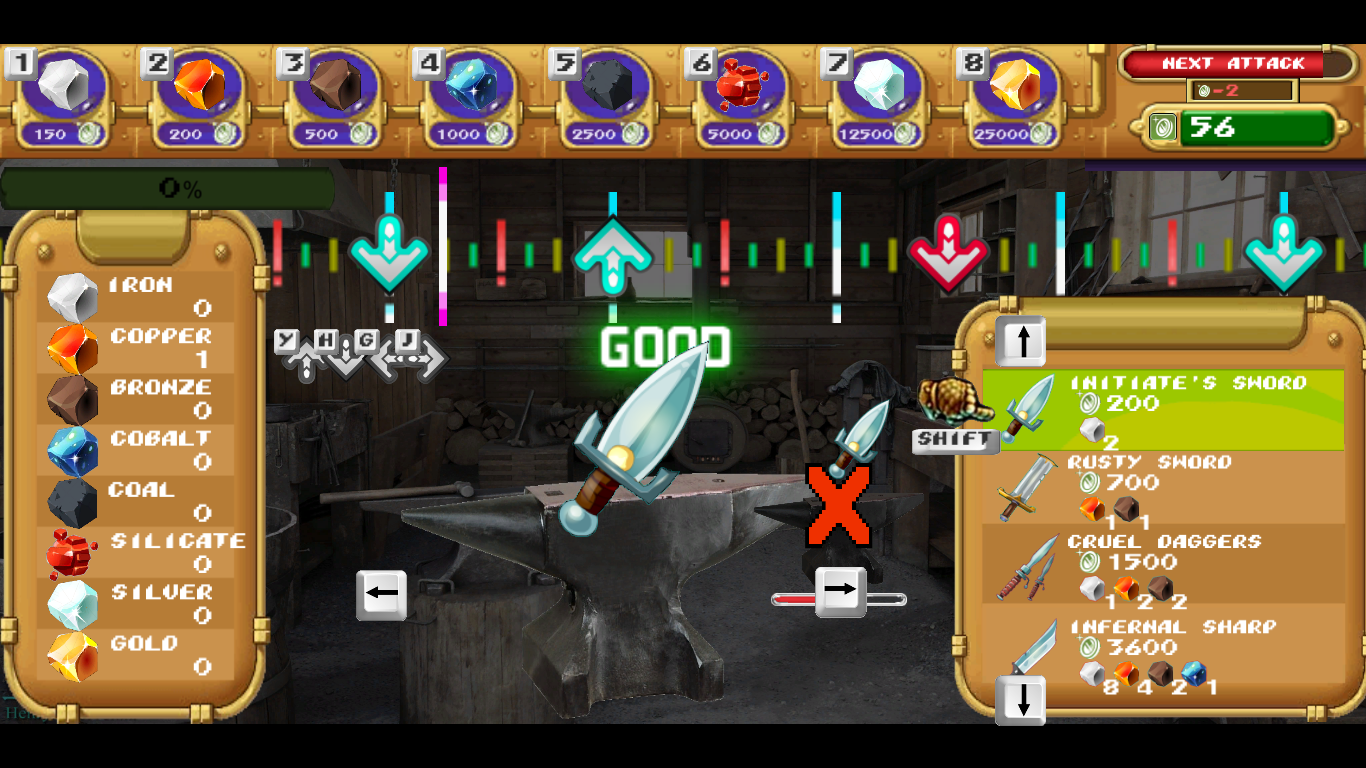 1 2 3 4 5 6 7 8
NEXT ATTACK
-2
150 200 500 1000 2500 5000 12500 25000
56
0%
IRON
0
COPPER
1
BRONZE
0
COBALT
0
COAL
0
SILICATE
0
SILVER
0
GOLD
0
Y H G J
GOOD
SHIFT
INITIATE'S SWORD
200
2
RUSTY SWORD
700
1 1
CRUEL DAGGERS
1500
1 2 2
INFERNAL SHARP
3600
8 4 2 1